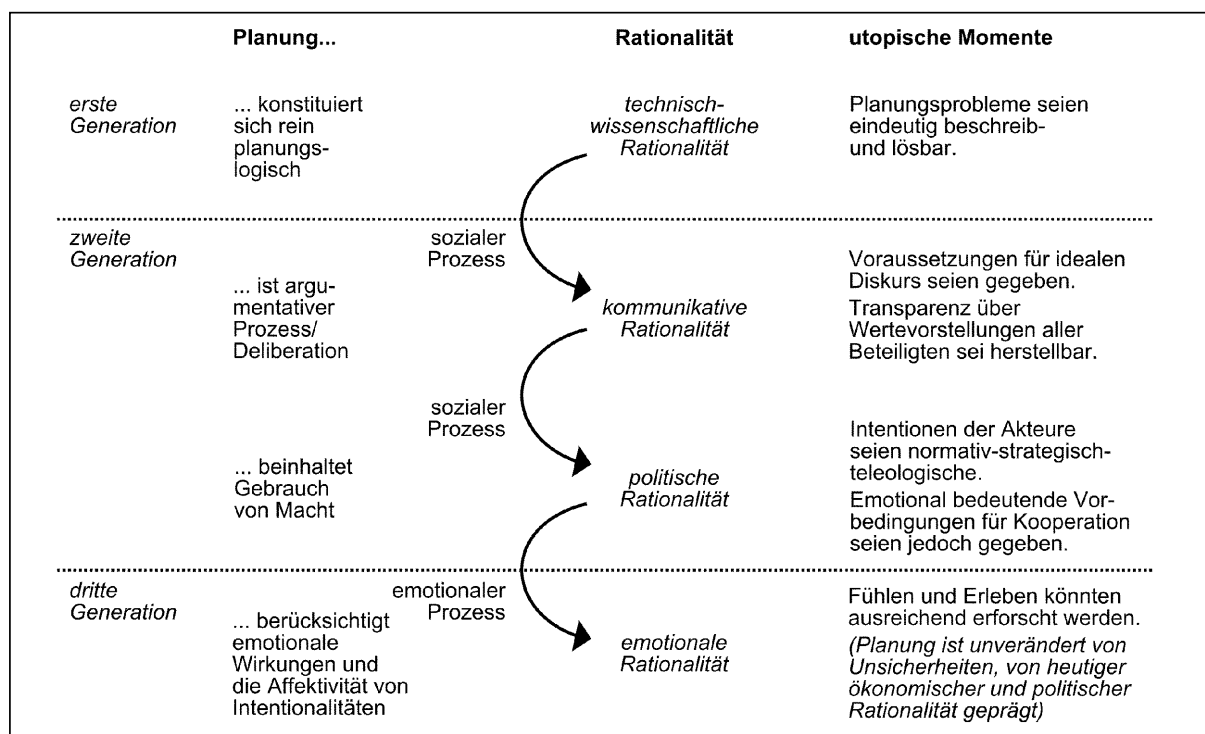 Planung...
Rationalität
utopische Momente
erste
Generation
... konstituiert
sich rein
planungs-
logisch
technisch-
wissenschaftliche
Rationalität
Planungsprobleme seien
eindeutig beschreib-
und lösbar.
zweite
Generation
sozialer
Prozess
... ist argu-
mentativer
Prozess/
Deliberation
kommunikative
Rationalität
Voraussetzungen für idealen
Diskurs seien gegeben.
Transparenz über
Wertevorstellungen aller
Beteiligten sei herstellbar.
sozialer
Prozess
... beinhaltet
Gebrauch
von Macht
politische
Rationalität
Intentionen der Akteure
seien normativ-strategisch-
teleologische.
Emotional bedeutende Vor-
bedingungen für Kooperation
seien jedoch gegeben.
dritte
Generation
emotionaler
Prozess
... berücksichtigt
emotionale
Wirkungen und
die Affektivität von
Intentionalitäten
emotionale
Rationalität
Fühlen und Erleben könnten
ausreichend erforscht werden.
(Planung ist unverändert von
Unsicherheiten, von heutiger
ökonomischer und politischer
Rationalität geprägt)